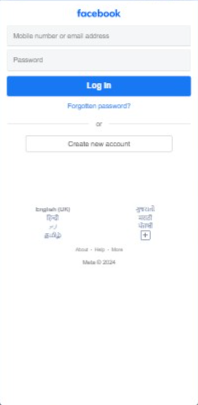 facebook
Mobile number or email address
Password
Log In
Forgotten password?
or
Create new account
English (UK)
ગુજરાતી
हिन्दी
मराठी
اردو
ਪੰਜਾਬੀ
தமிழ்
+
About · Help · More
Meta © 2024